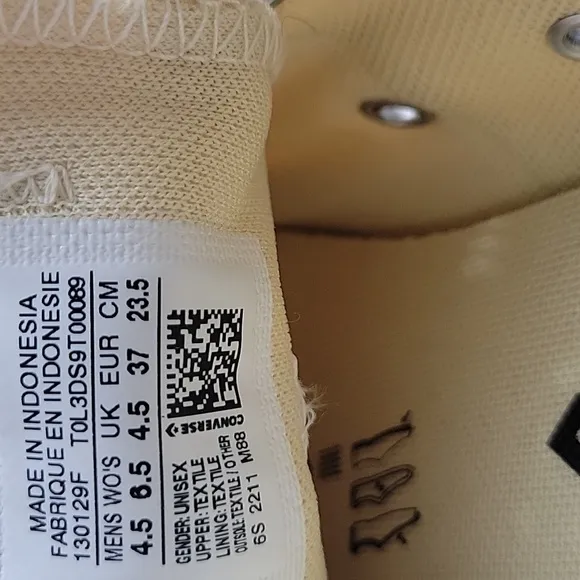 MADE IN INDONESIA
FABRIQUE EN INDONESIE
130129F T0L3DS9T00089
MENS WO'S UK EUR CM
4.5 6.5 4.5 37 23.5
CONVERSE
GENDER: UNISEX
UPPER: TEXTILE
LINING: TEXTILE
OUTSOLE: TEXTILE / OTHER
6S 2211 M88